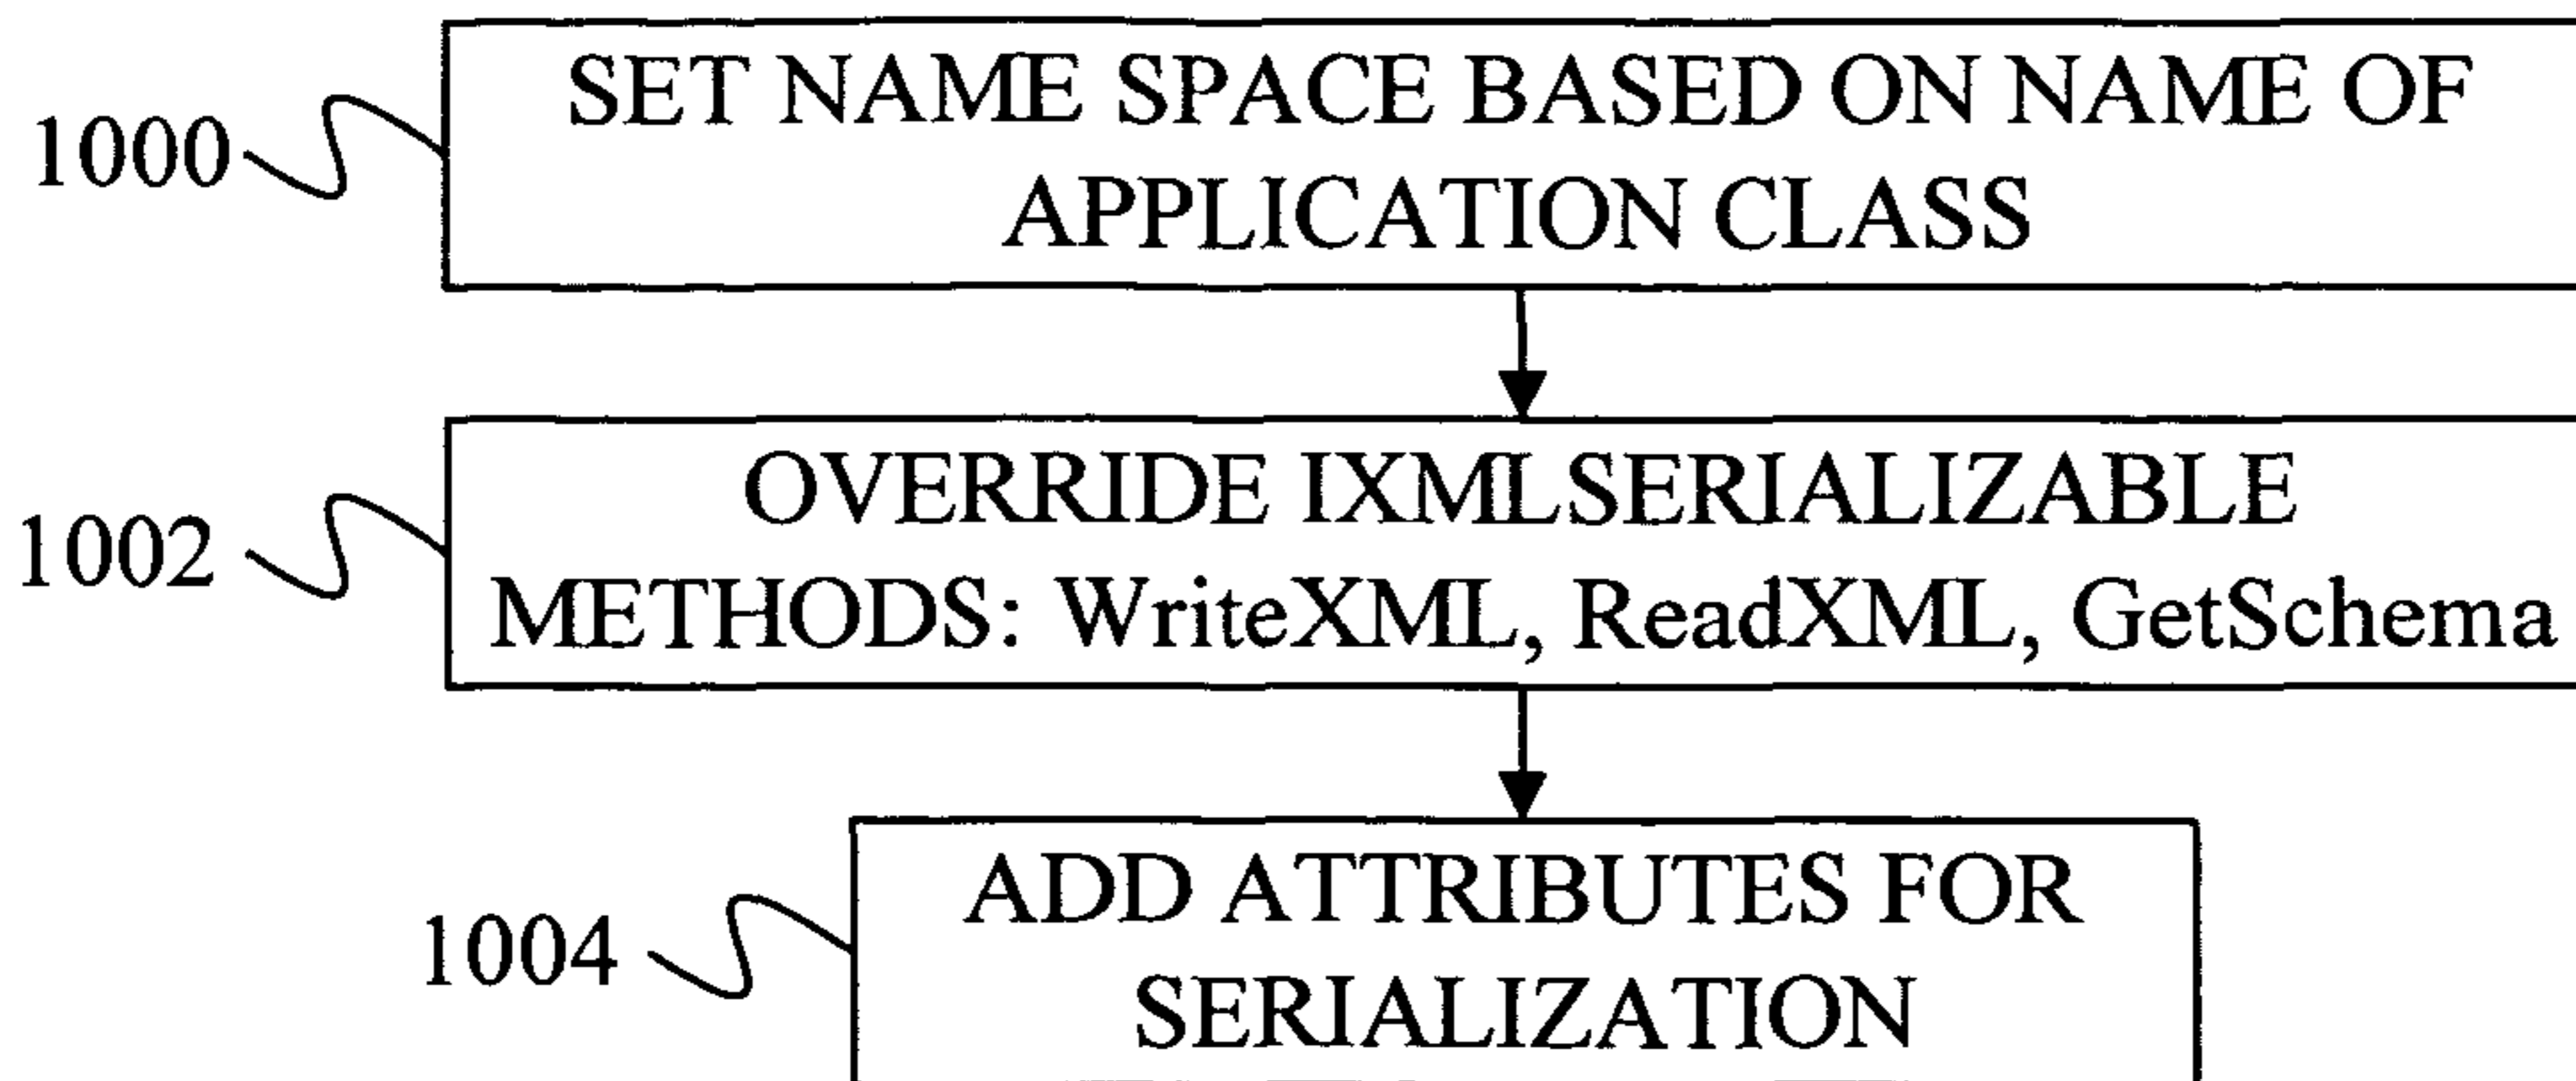 SET NAME SPACE BASED ON NAME OF
1000
APPLICATION CLASS
OVERRIDE IXMLSERIALIZABLE
1002
METHODS: WriteXML, ReadXML, GetSchema
ADD ATTRIBUTES FOR
1004
SERIALIZATION